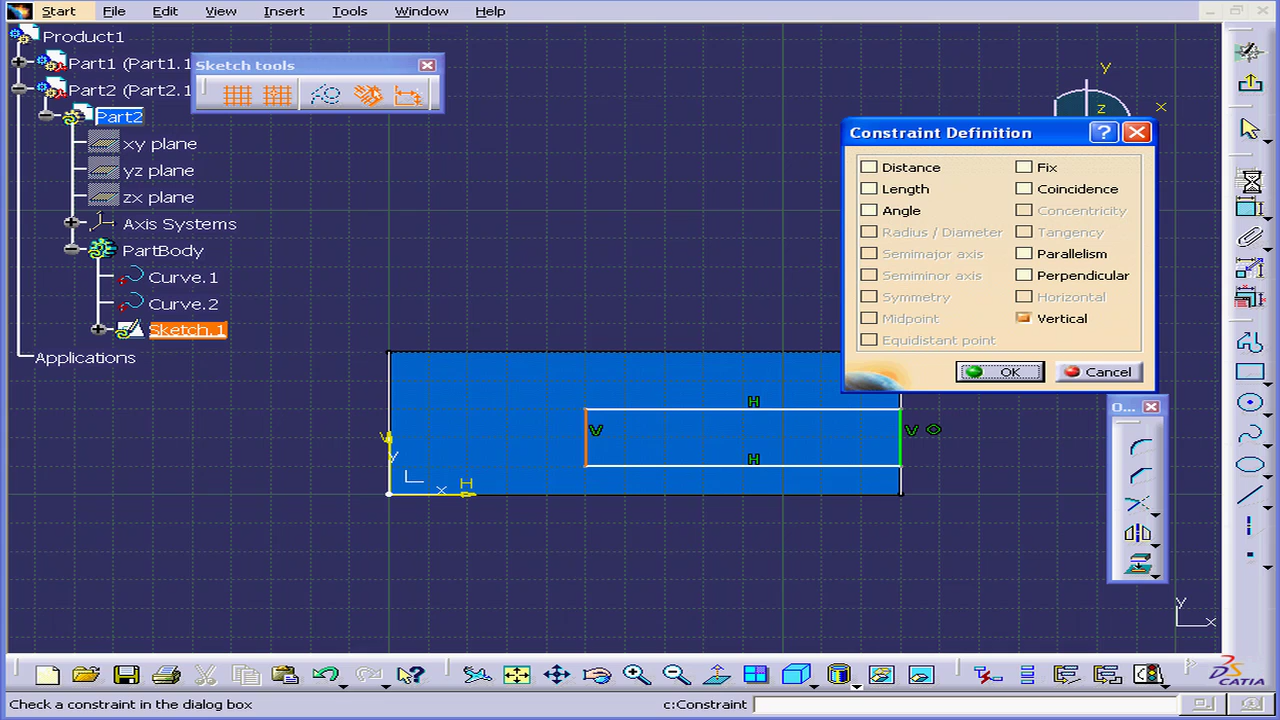 Start File Edit View Insert Tools Window Help
Product1
Part1 (Part1.1
Part2 (Part2.1
Part2
xy plane
yz plane
zx plane
Axis Systems
PartBody
Curve.1
Curve.2
Sketch.1
Applications
Sketch tools
y
z x
Constraint Definition
Distance Fix
Length Coincidence
Angle Concentricity
Radius / Diameter Tangency
Semimajor axis Parallelism
Semiminor axis Perpendicular
Symmetry Horizontal
Midpoint Vertical
Equidistant point
OK Cancel
O...
H
V V
H
V
y
x H
y
x
CATIA
Check a constraint in the dialog box c:Constraint